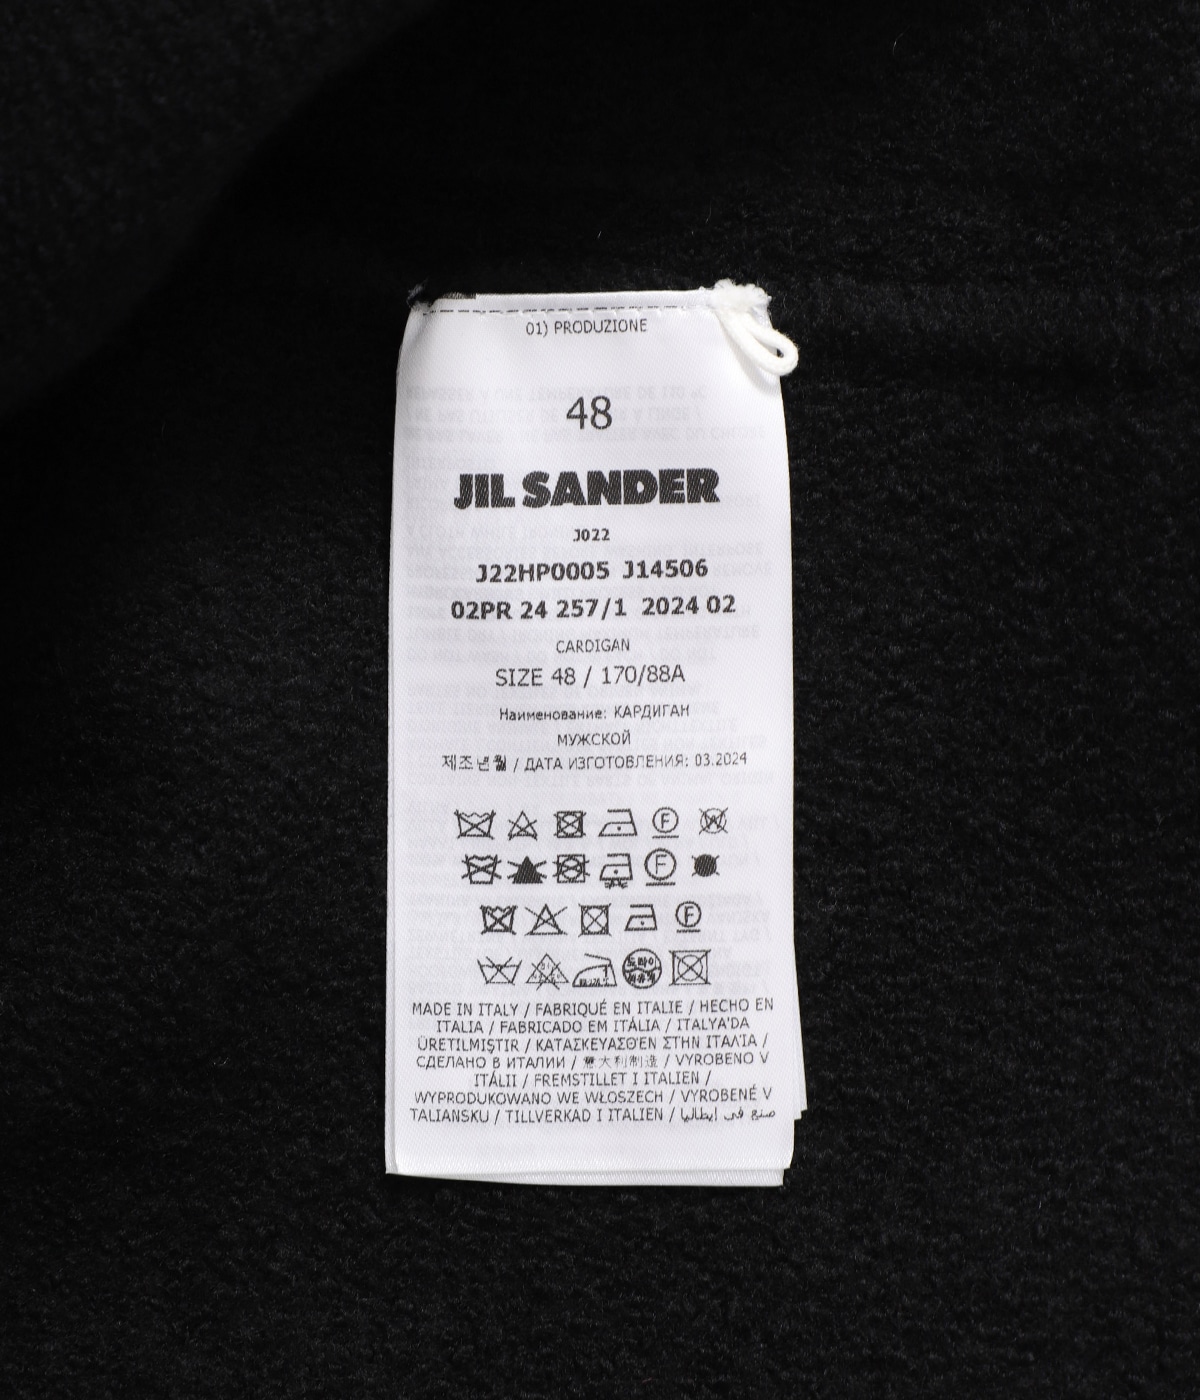 01) PRODUZIONE
48
JIL SANDER
J022
J22HP0005 J14506
02PR 24 257/1 2024 02
CARDIGAN
SIZE 48 / 170/88A
Наименование: КАРДИГАН
МУЖСКОЙ
제조년월 / ДАТА ИЗГОТОВЛЕНИЯ: 03.2024
F W
F
F
MADE IN ITALY / FABRIQUÉ EN ITALIE / HECHO EN
ITALIA / FABRICADO EM ITÁLIA / ITALYA'DA
ÜRETILMIŞTIR / ΚΑΤΑΣΚΕΥΑΣΘΈΝ ΣΤΗΝ ΙΤΑΛΊΑ /
СДЕЛАНО В ИТАЛИИ / 意大利制造 / VYROBENO V
ITÁLII / FREMSTILLET I ITALIEN /
WYPRODUKOWANO WE WŁOSZECH / VYROBENÉ V
TALIANSKU / TILLVERKAD I ITALIEN / صنع في إيطاليا